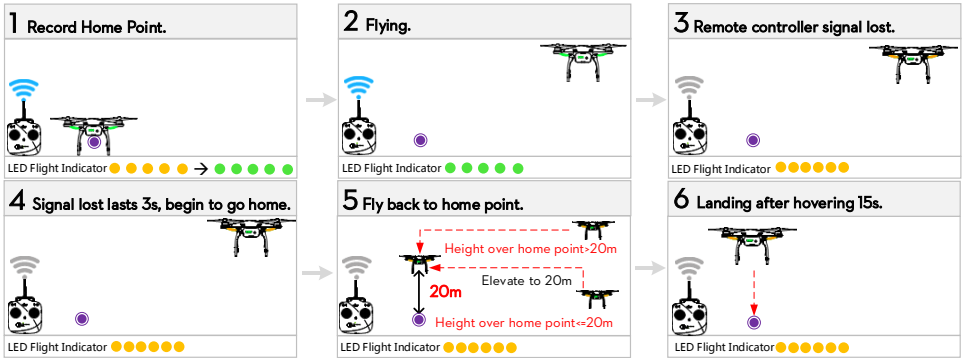 1 Record Home Point.
LED Flight Indicator
2 Flying.
LED Flight Indicator
3 Remote controller signal lost.
LED Flight Indicator
4 Signal lost lasts 3s, begin to go home.
LED Flight Indicator
5 Fly back to home point.
Height over home point>20m
Elevate to 20m
20m
Height over home point<=20m
LED Flight Indicator
6 Landing after hovering 15s.
LED Flight Indicator